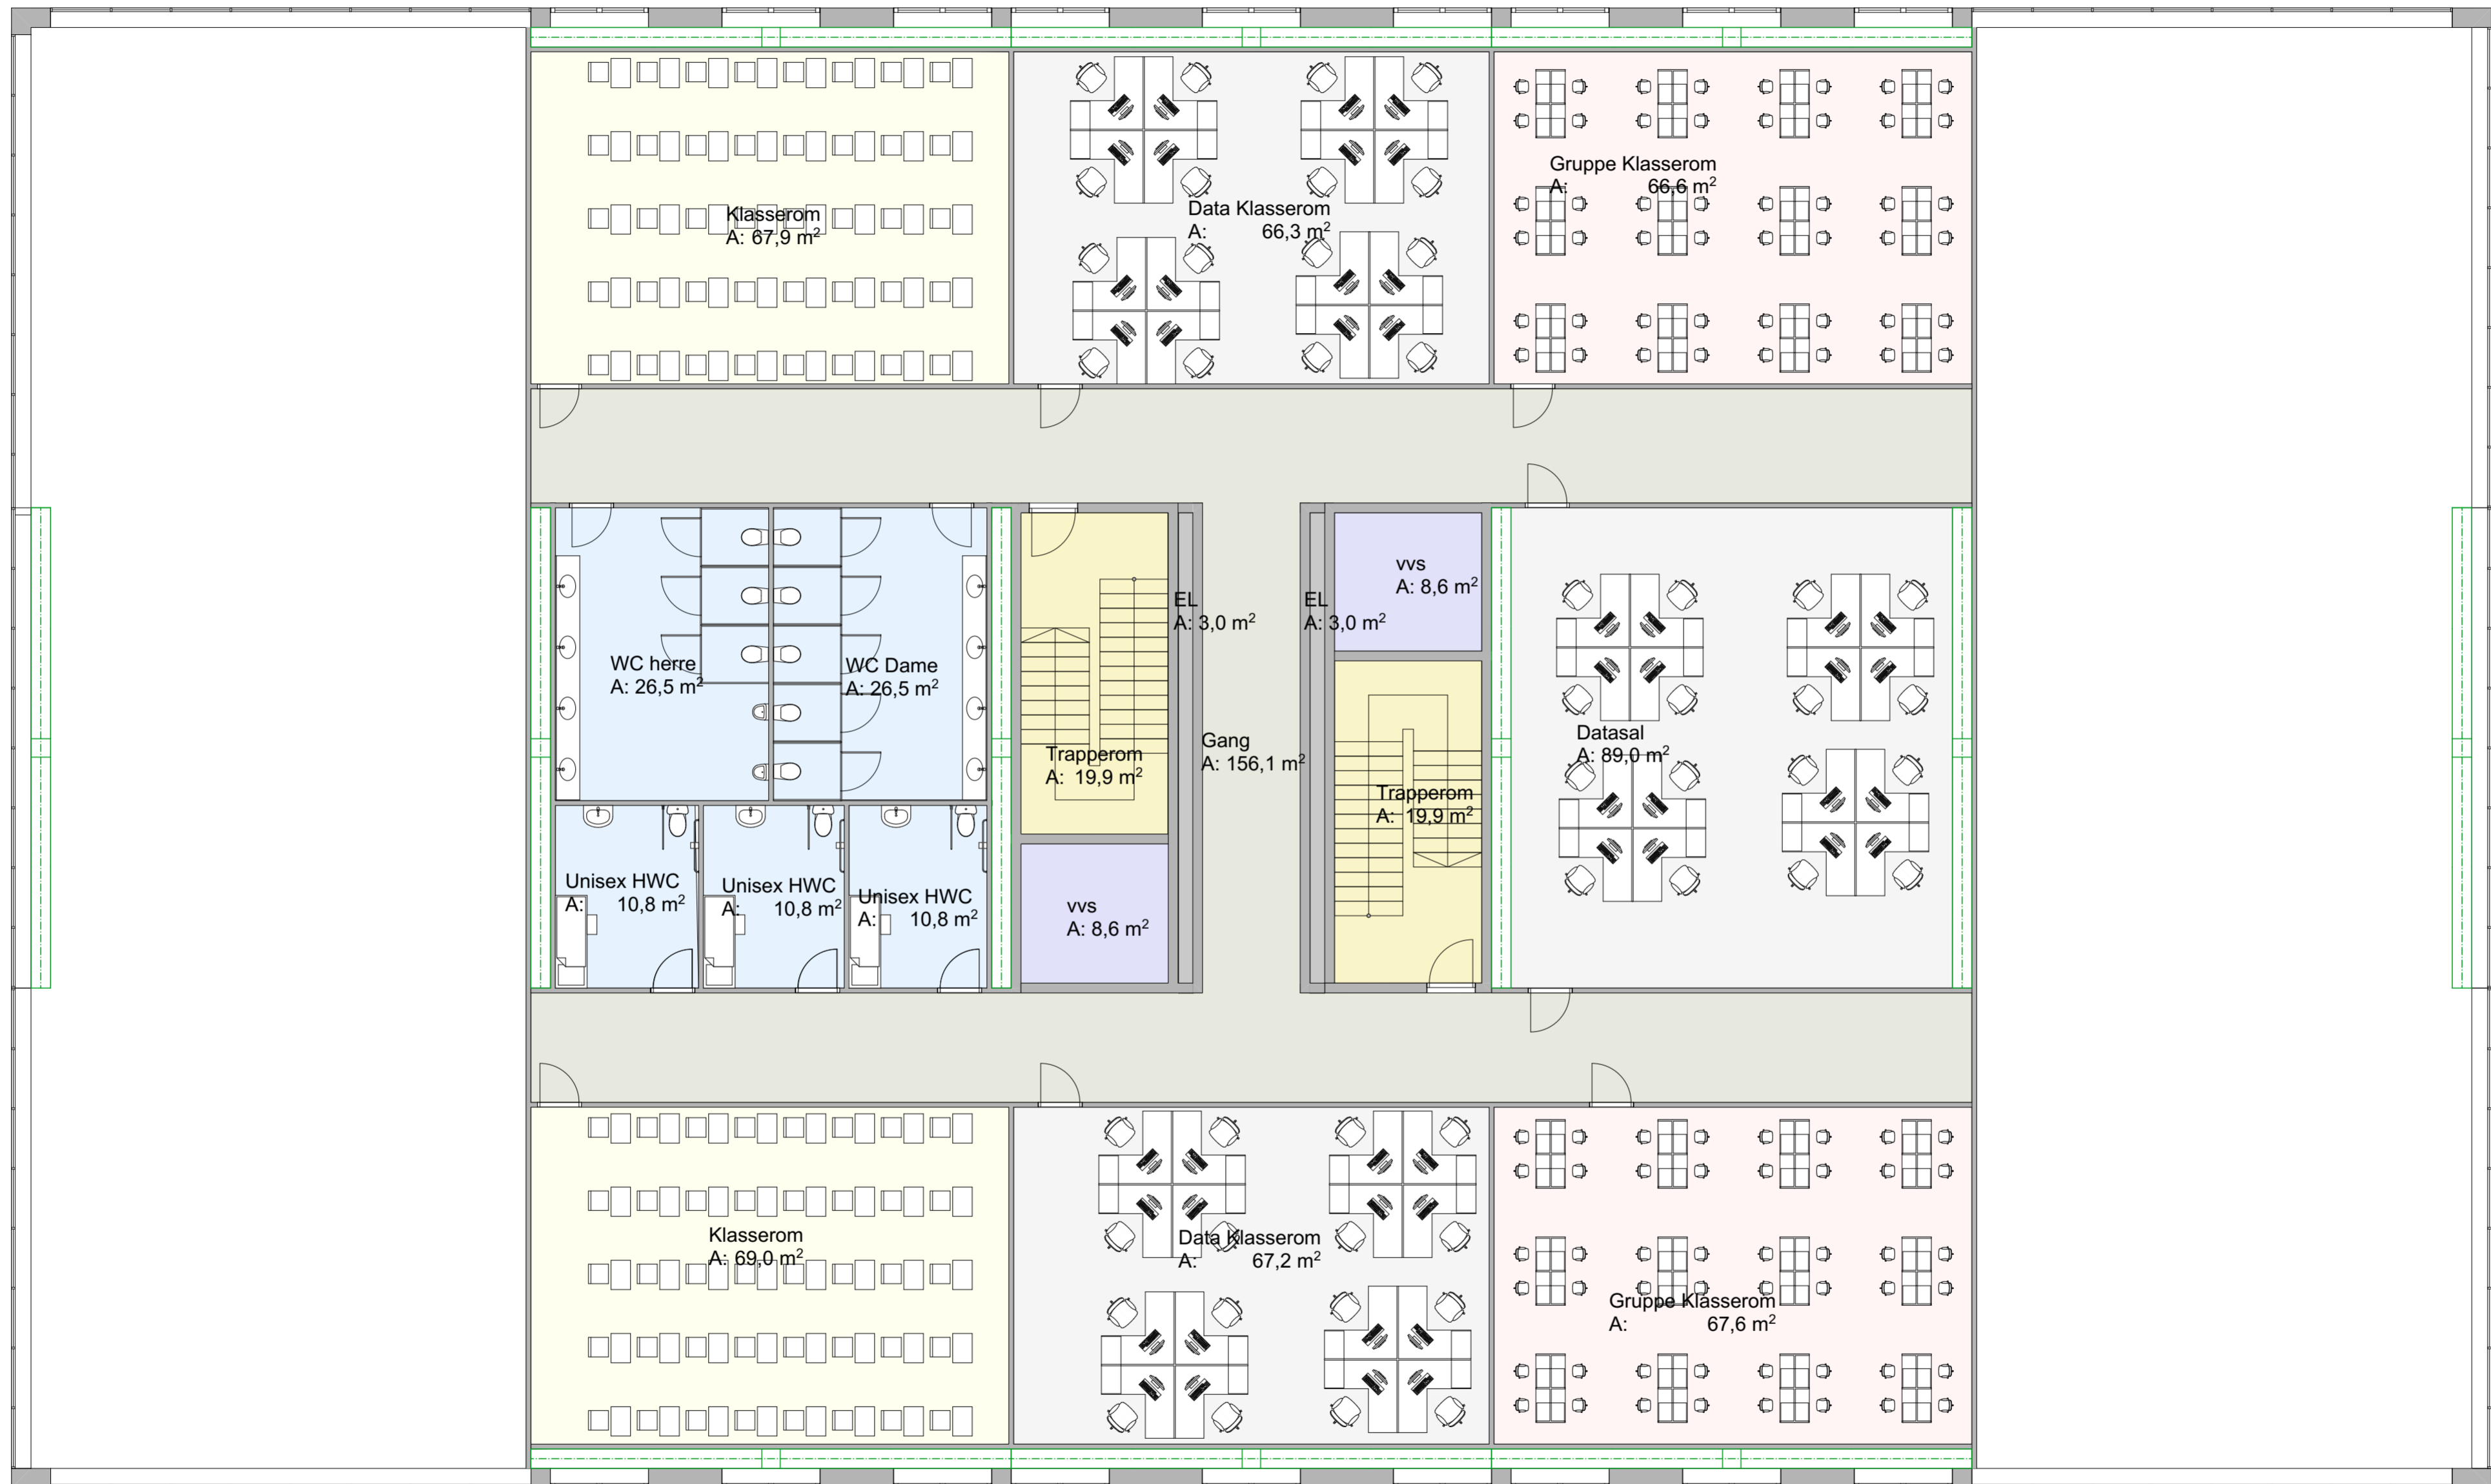 Klasserom
A: 67,9 m²
Data Klasserom
A: 66,3 m²
Gruppe Klasserom
A: 66,6 m²
WC herre
A: 26,5 m²
WC Dame
A: 26,5 m²
Trapperom
A: 19,9 m²
EL
A: 3,0 m²
Gang
A: 156,1 m²
EL
A: 3,0 m²
vvs
A: 8,6 m²
Trapperom
A: 19,9 m²
Datasal
A: 89,0 m²
Unisex HWC
A: 10,8 m²
Unisex HWC
A: 10,8 m²
Unisex HWC
A: 10,8 m²
vvs
A: 8,6 m²
Klasserom
A: 69,0 m²
Data Klasserom
A: 67,2 m²
Gruppe Klasserom
A: 67,6 m²